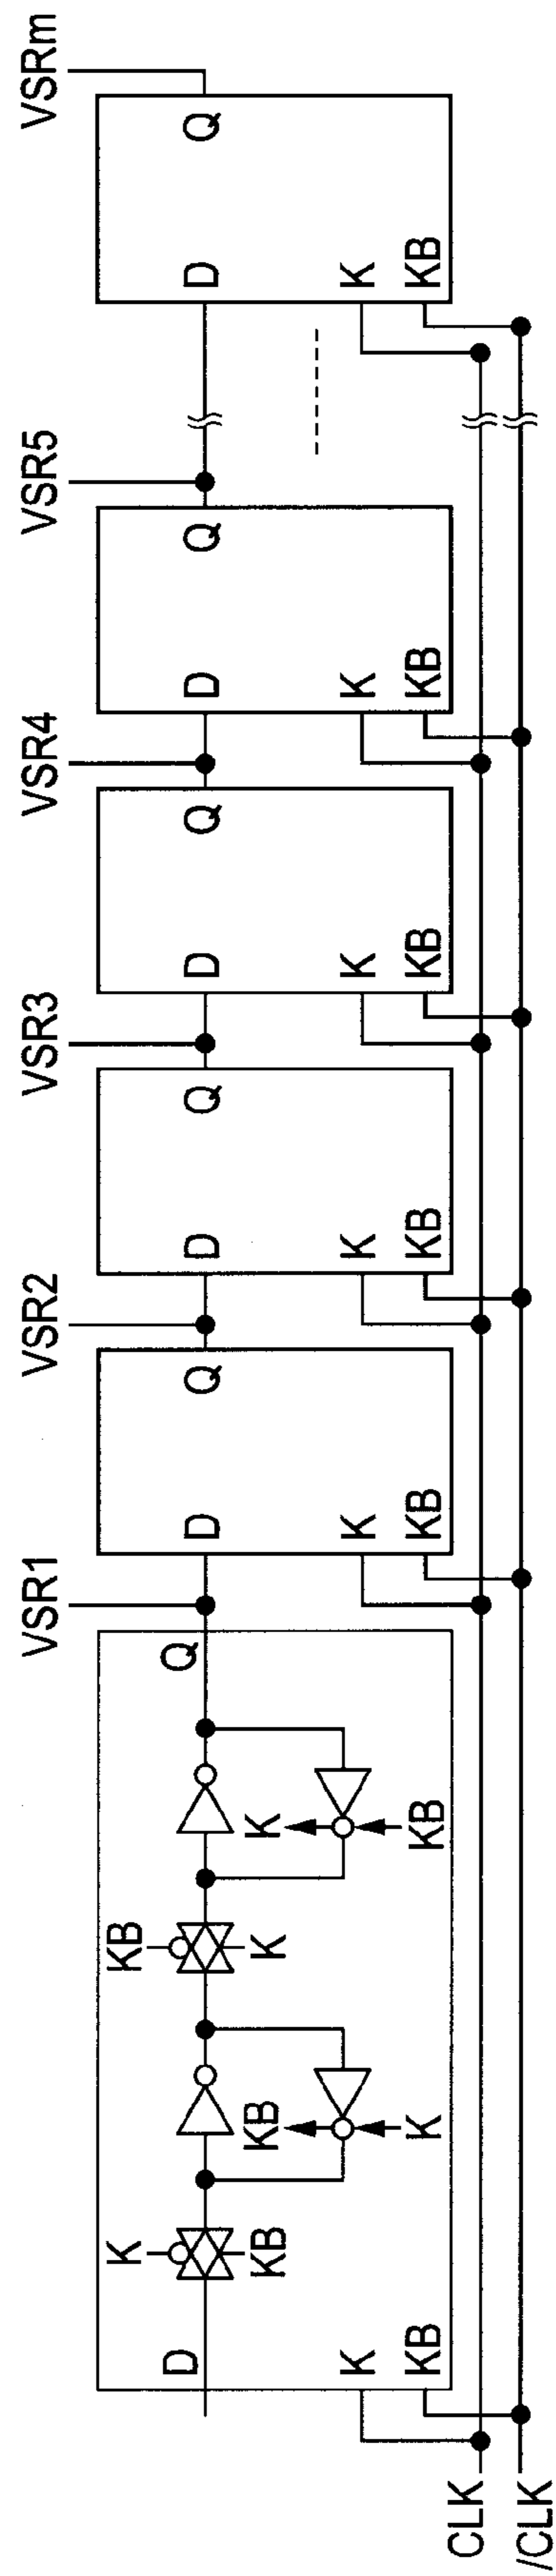 VSR1 VSR2 VSR3 VSR4 VSR5 VSRm
K KB KB K
D Q D Q D Q D Q D Q D Q
KB K K KB
K K K K K K
KB KB KB KB KB KB
CLK
/CLK